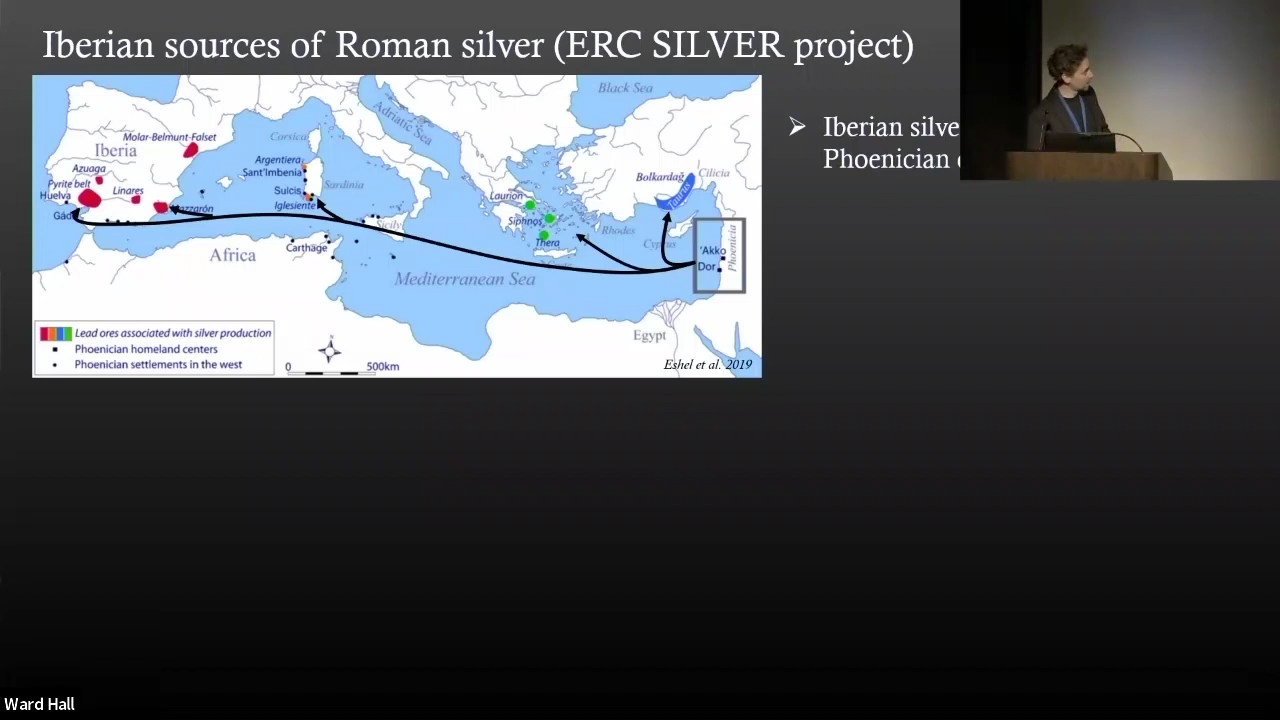 Iberian sources of Roman silver (ERC SILVER project)
Black Sea
Adriatic Sea
Molar-Belmunt-Falset
Corsica
Iberia
Argentiera
Azuaga
Sant'Imbenia
Bolkardağ
Cilicia
Pyrite belt
Sulcis
Sardinia
Taurus
Linares
Laurion
Huelva
Iglesiente
Siphnos
Gád
Sicily
Rhodes
Phoenicia
Thera
Cyprus
Carthage
'Akko
Africa
Dor
Mediterranean Sea
Lead ores associated with silver production
Egypt
Phoenician homeland centers
N
Phoenician settlements in the west
0 500km
Eshel et al. 2019
➢ Iberian silve
Phoenician
Ward Hall